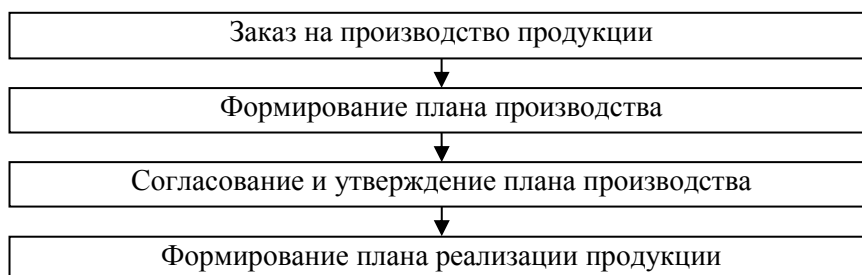 Заказ на производство продукции
Формирование плана производства
Согласование и утверждение плана производства
Формирование плана реализации продукции